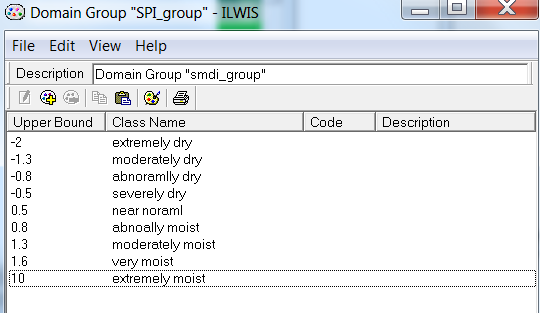 Domain Group "SPI_group" - ILWIS
File Edit View Help
Description Domain Group "smdi_group"
Upper Bound Class Name Code Description
-2 extremely dry
-1.3 moderately dry
-0.8 abnoramlly dry
-0.5 severely dry
0.5 near noraml
0.8 abnoally moist
1.3 moderately moist
1.6 very moist
10 extremely moist